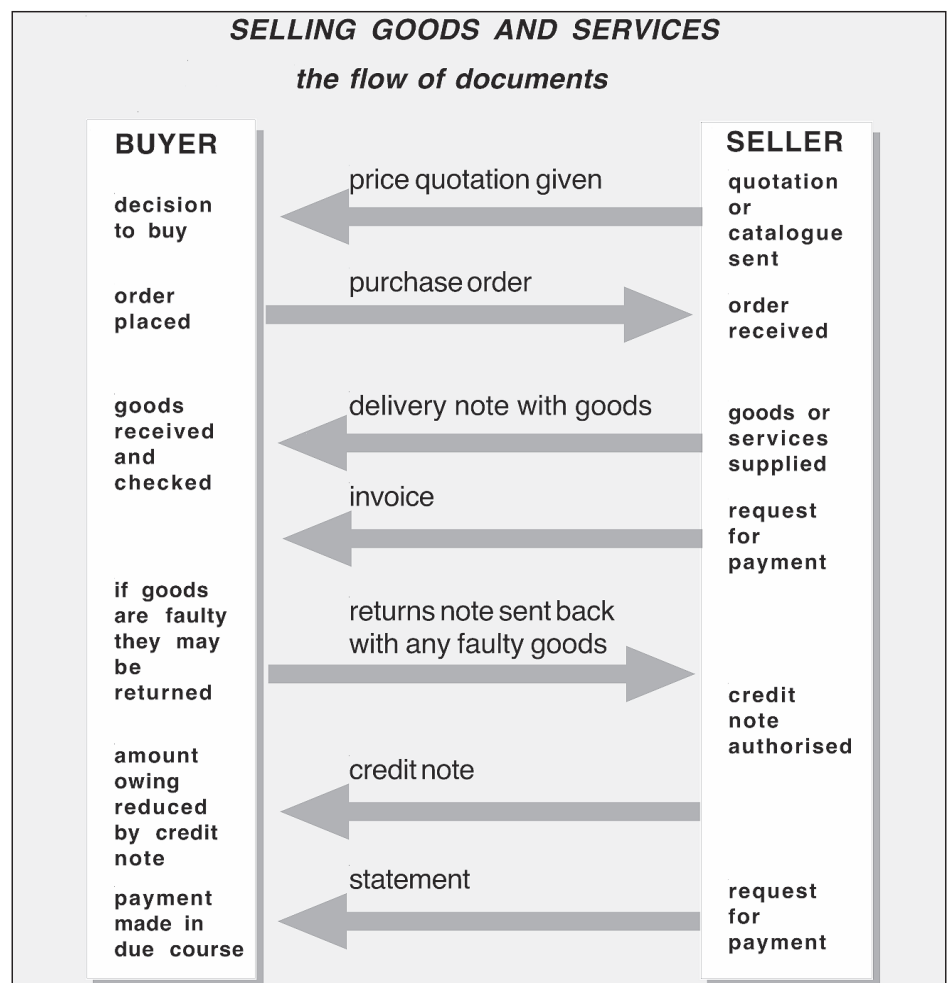 SELLING GOODS AND SERVICES
the flow of documents
BUYER
decision
to buy
order
placed
goods
received
and
checked
if goods
are faulty
they may
be
returned
amount
owing
reduced
by credit
note
payment
made in
due course
price quotation given
purchase order
delivery note with goods
invoice
returns note sent back
with any faulty goods
credit note
statement
SELLER
quotation
or
catalogue
sent
order
received
goods or
services
supplied
request
for
payment
credit
note
authorised
request
for
payment